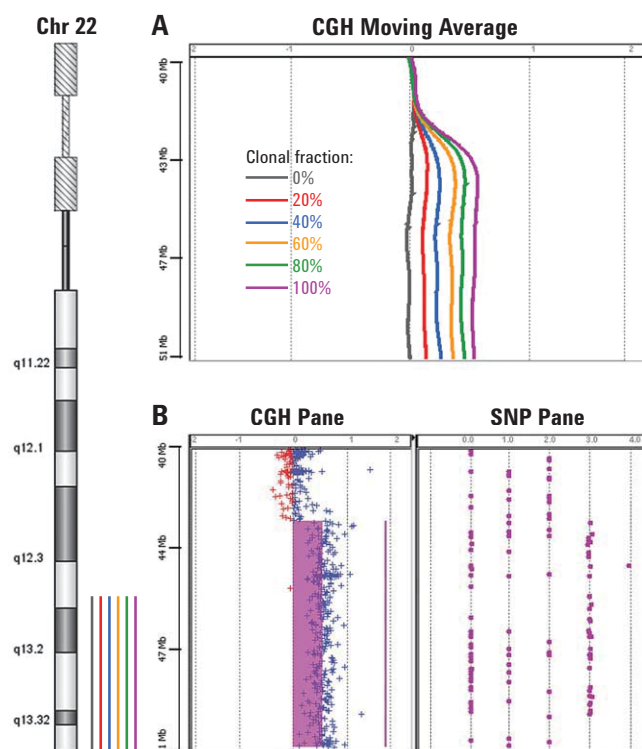 Chr 22
q11.22
q12.1
q12.3
q13.2
q13.32
A CGH Moving Average
-2 -1 0 1 2
40 Mb
43 Mb
47 Mb
51 Mb
Clonal fraction:
0%
20%
40%
60%
80%
100%
B CGH Pane SNP Pane
-2 -1 0 1 2
0.0 1.0 2.0 3.0 4.0
40 Mb
44 Mb
47 Mb
1 Mb